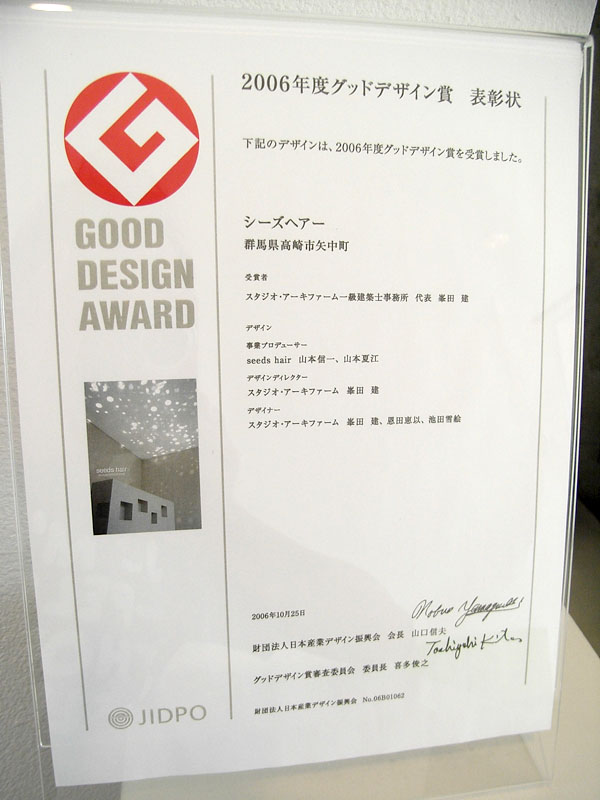 2006年度グッドデザイン賞　表彰状
下記のデザインは、2006年度グッドデザイン賞を受賞しました。
GOOD
DESIGN
AWARD
シーズヘアー
群馬県高崎市矢中町
受賞者
スタジオ・アーキファーム一級建築士事務所　代表　峯田　建
デザイン
事業プロデューサー
seeds hair　山本信一、山本夏江
デザインディレクター
スタジオ・アーキファーム　峯田　建
デザイナー
スタジオ・アーキファーム　峯田　建、恩田恵以、池田雪絵
seeds hair
2006年10月25日
Nobuo Yamaguchi
財団法人日本産業デザイン振興会　会長　山口信夫
Toshiyuki Kita
グッドデザイン賞審査委員会　委員長　喜多俊之
財団法人日本産業デザイン振興会　No.06B01062
JIDPO